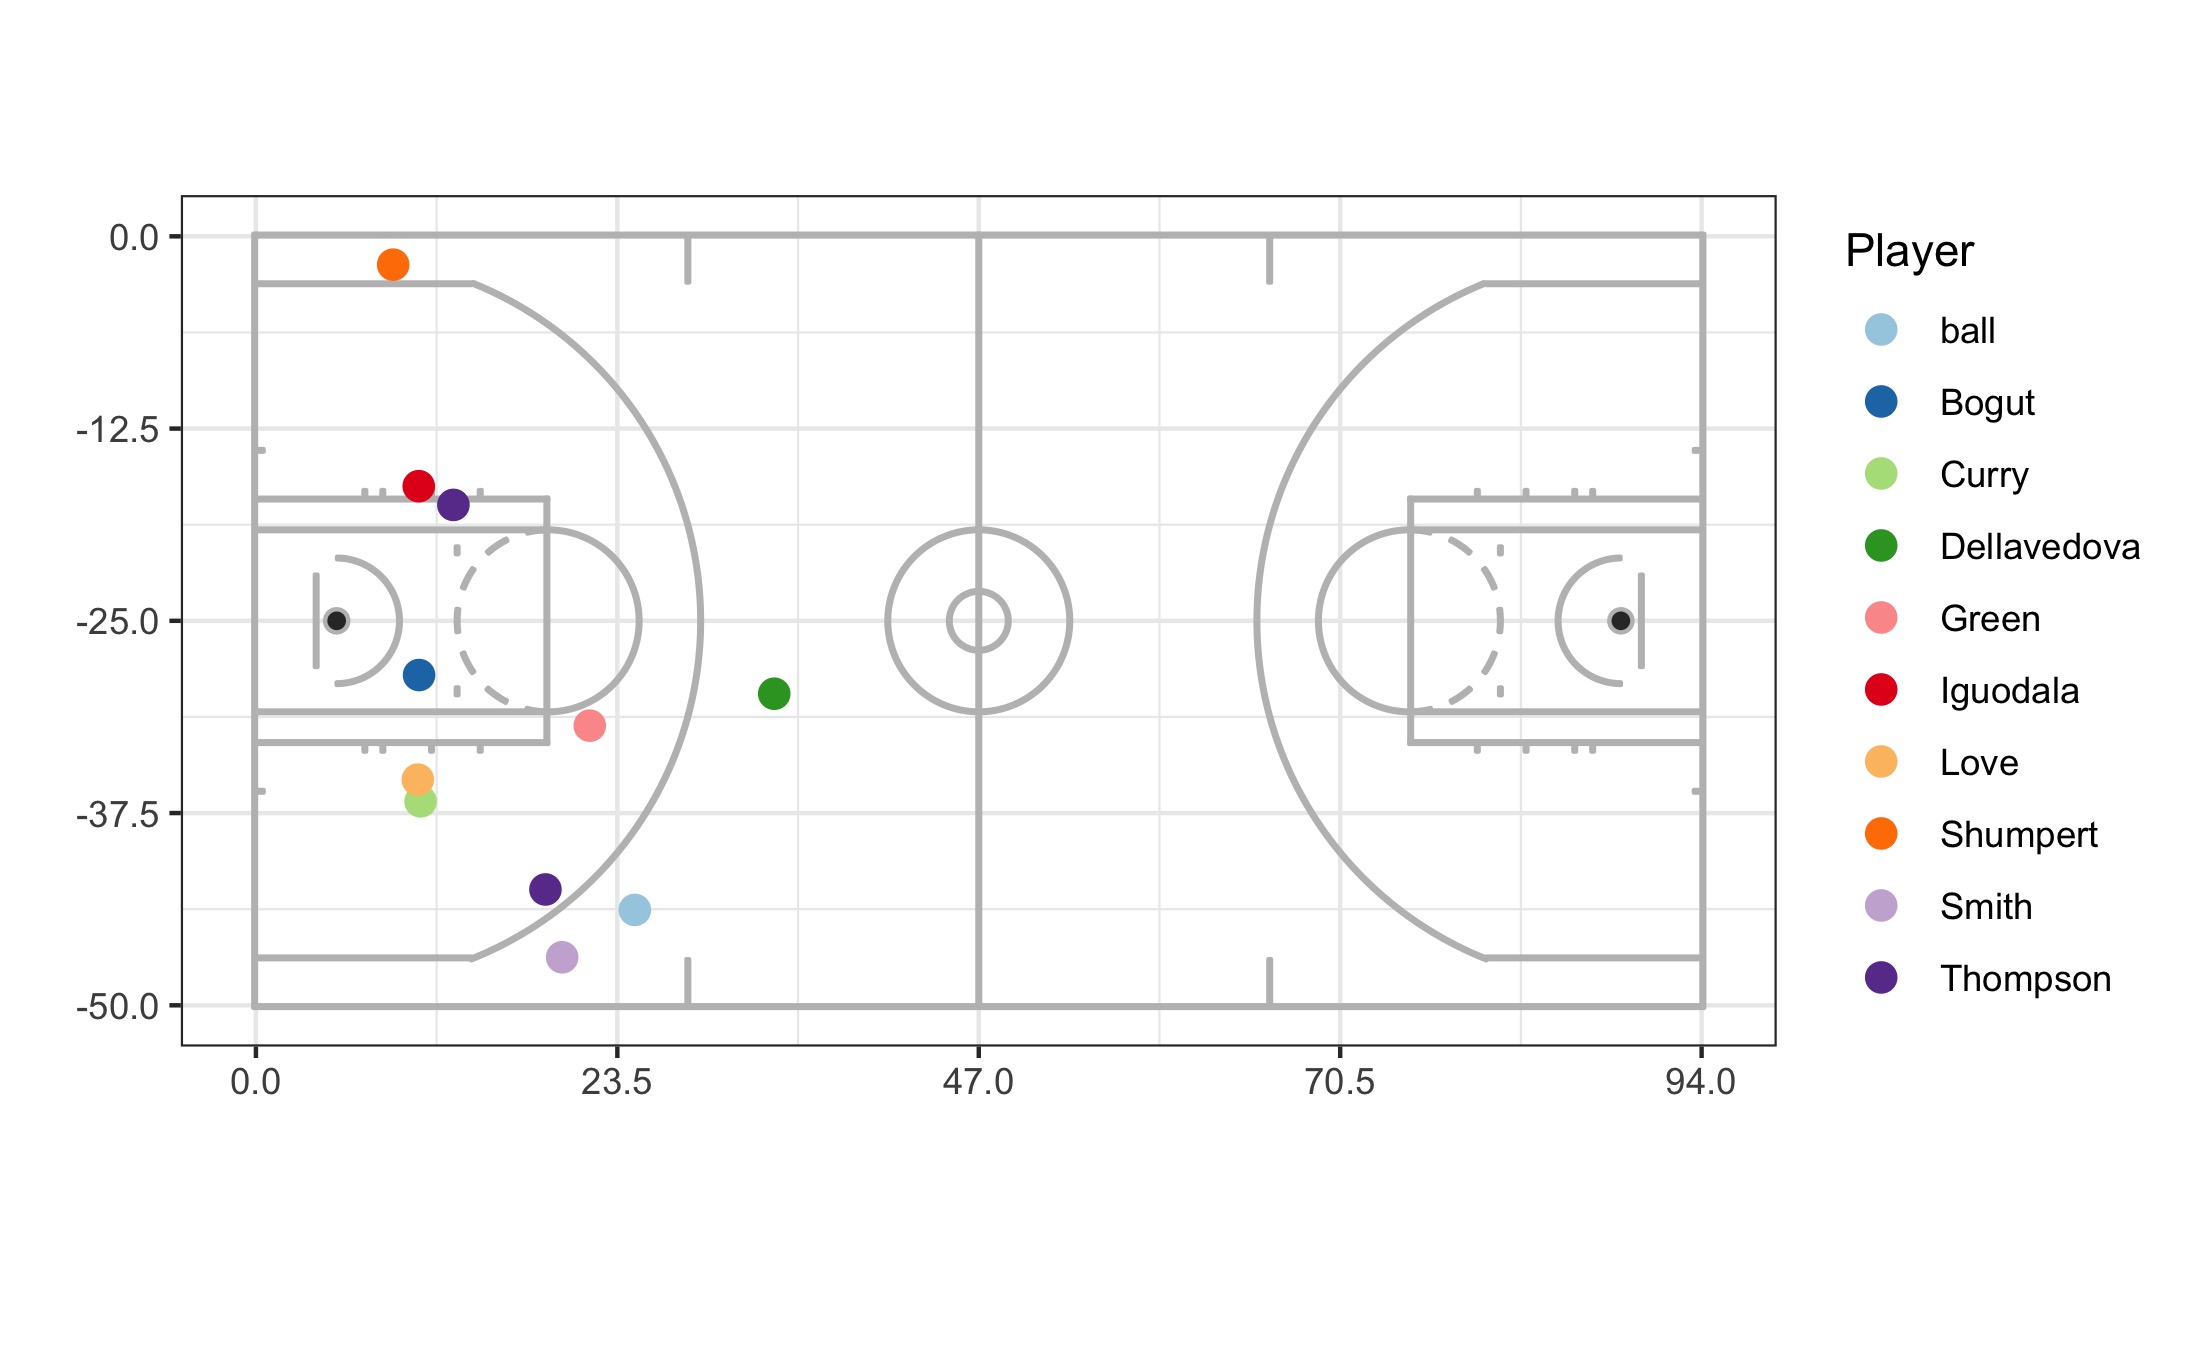 0.0
-12.5
-25.0
-37.5
-50.0
0.0
23.5
47.0
70.5
94.0
Player
ball
Bogut
Curry
Dellavedova
Green
Iguodala
Love
Shumpert
Smith
Thompson